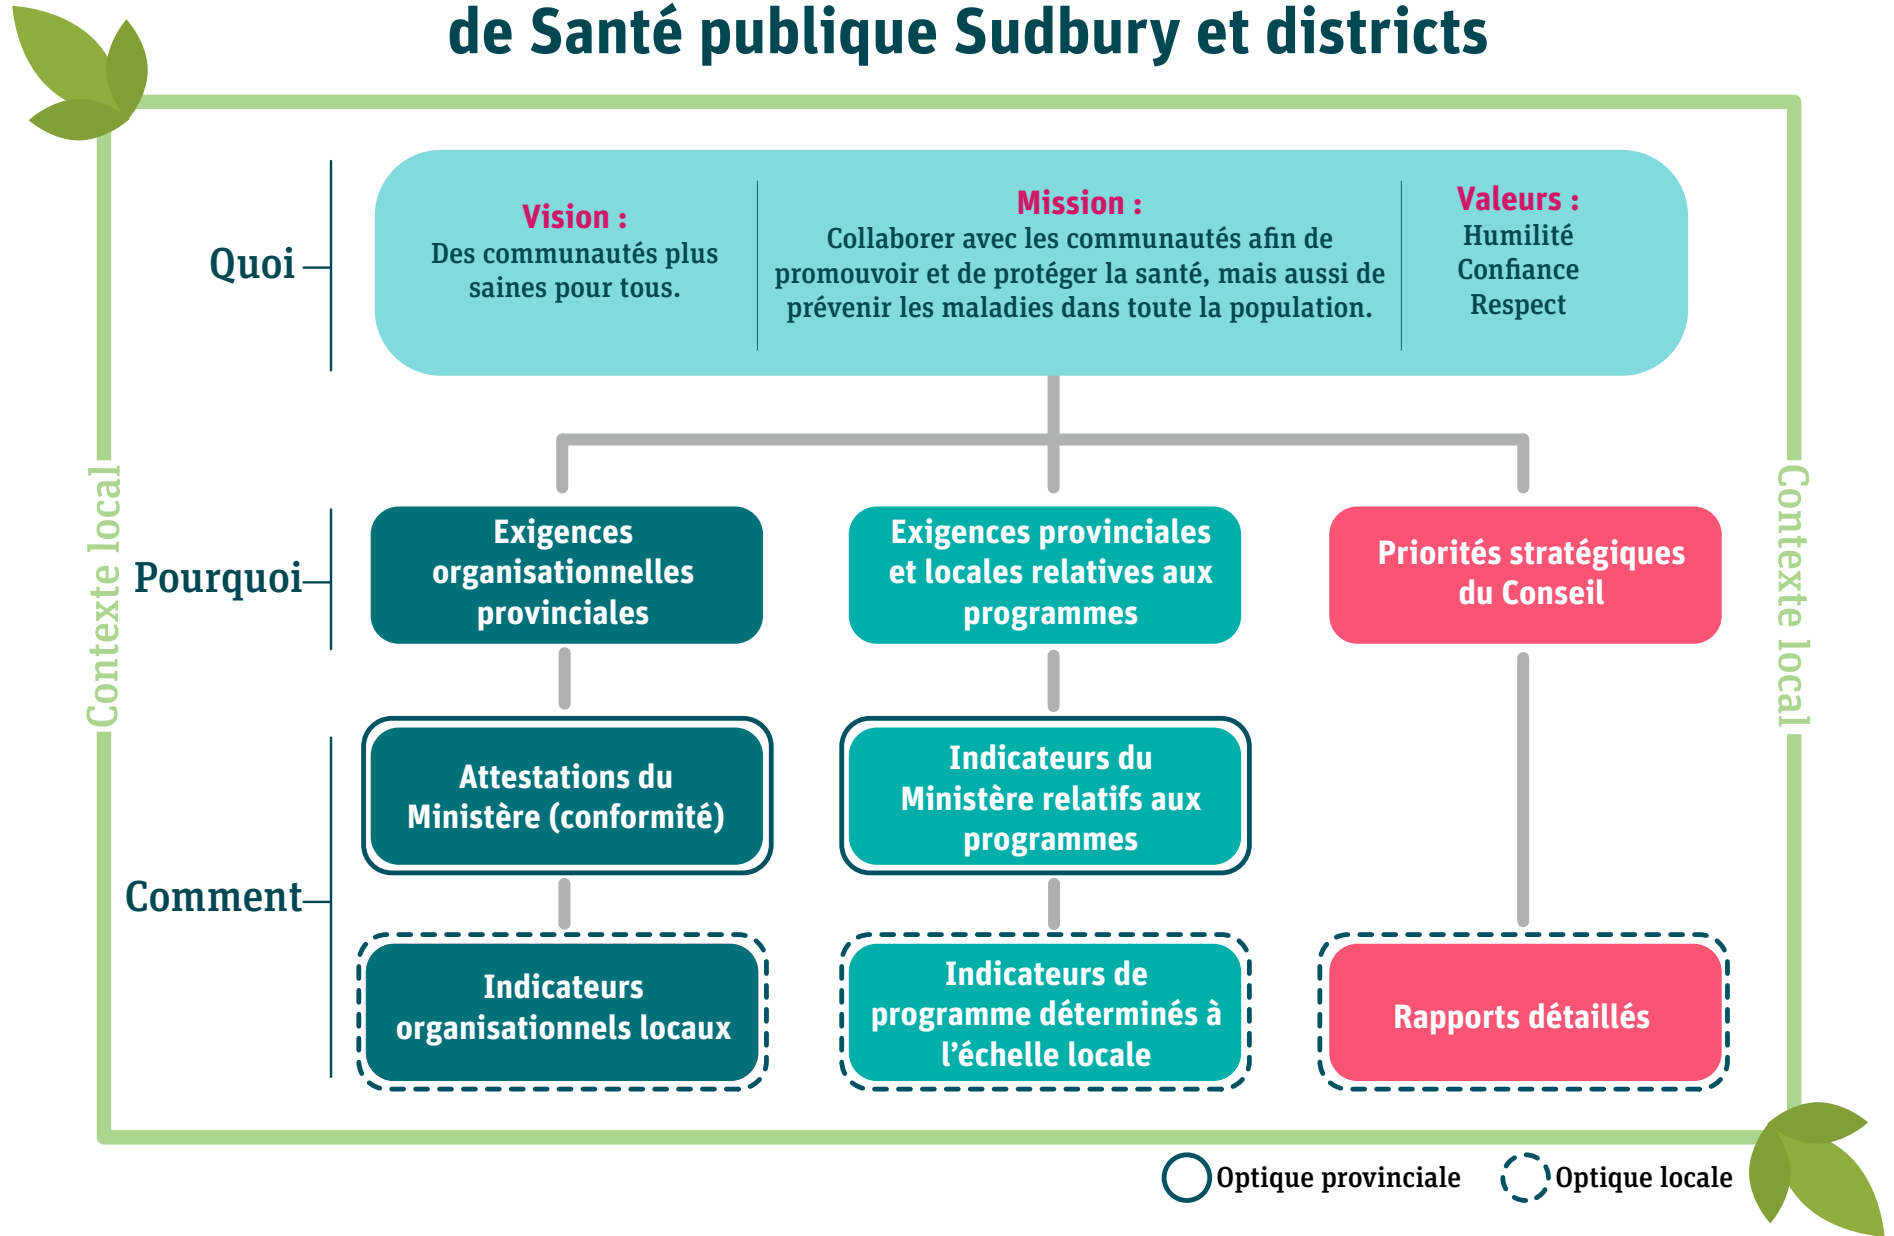 de Santé publique Sudbury et districts
Quoi
Vision :
Des communautés plus
saines pour tous.
Mission :
Collaborer avec les communautés afin de
promouvoir et de protéger la santé, mais aussi de
prévenir les maladies dans toute la population.
Valeurs :
Humilité
Confiance
Respect
Contexte local
Contexte local
Pourquoi
Exigences
organisationnelles
provinciales
Exigences provinciales
et locales relatives aux
programmes
Priorités stratégiques
du Conseil
Comment
Attestations du
Ministère (conformité)
Indicateurs du
Ministère relatifs aux
programmes
Indicateurs
organisationnels locaux
Indicateurs de
programme déterminés à
l’échelle locale
Rapports détaillés
Optique provinciale
Optique locale